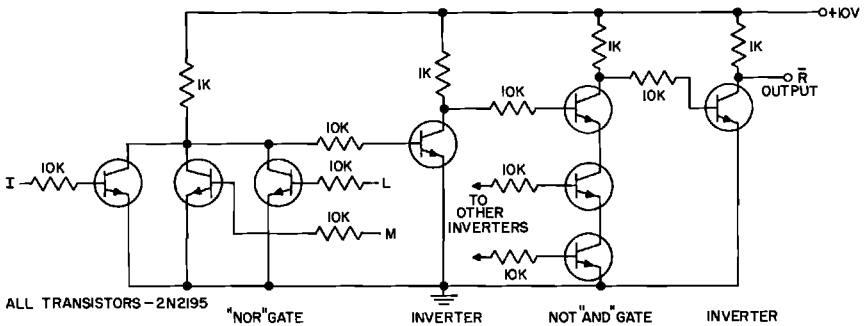 +10V
1K
1K
1K
1K
R̅
OUTPUT
10K
10K
10K
10K
I
10K
10K
L
10K
M
10K
TO
OTHER
INVERTERS
10K
ALL TRANSISTORS-2N2195
"NOR" GATE
INVERTER
NOT "AND" GATE
INVERTER